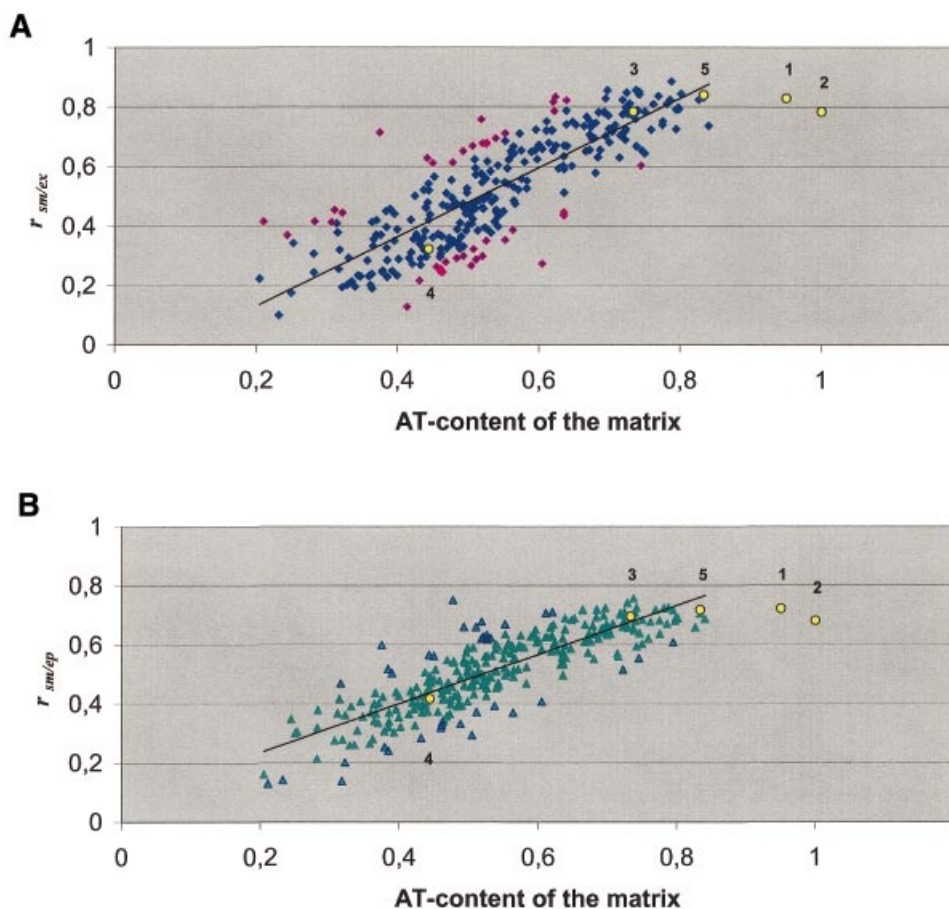 A
1
3 5 1 2
0,8
0,6
r sm/ex
0,4
4
0,2
0
0 0,2 0,4 0,6 0,8 1
AT-content of the matrix
B
1
3 5 1 2
0,8
0,6
r sm/ep
0,4
4
0,2
0
0 0,2 0,4 0,6 0,8 1
AT-content of the matrix